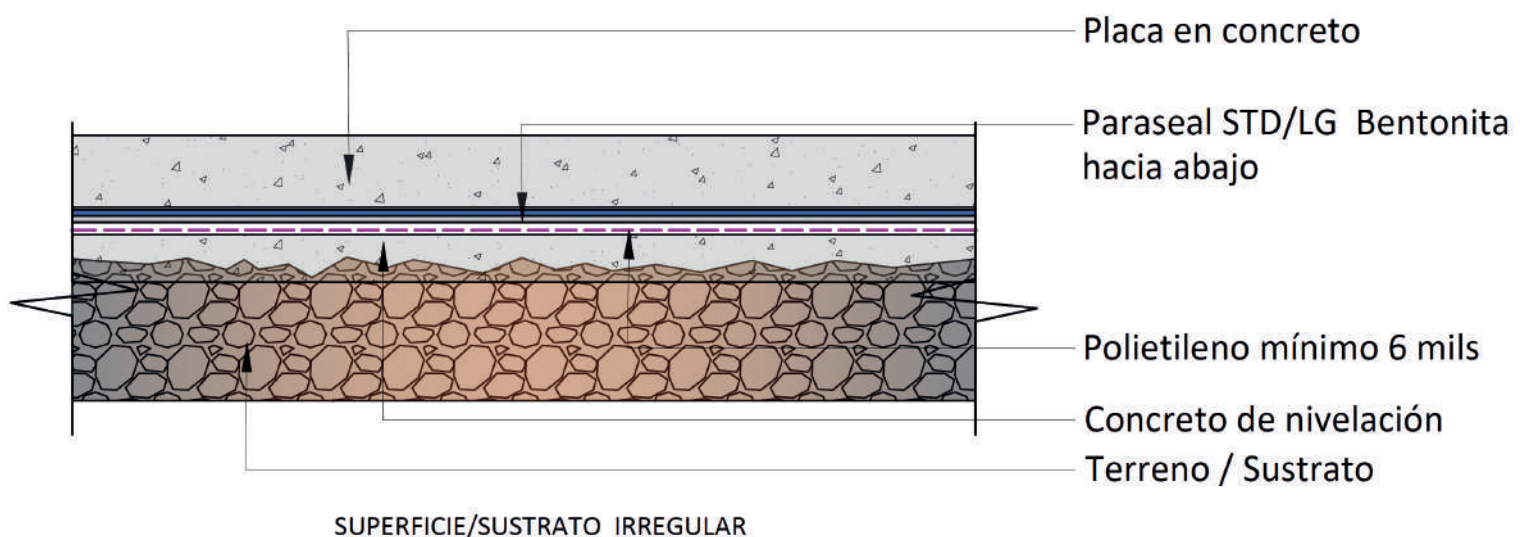 Placa en concreto
Paraseal STD/LG Bentonita
hacia abajo
Polietileno mínimo 6 mils
Concreto de nivelación
Terreno / Sustrato
SUPERFICIE/SUSTRATO IRREGULAR